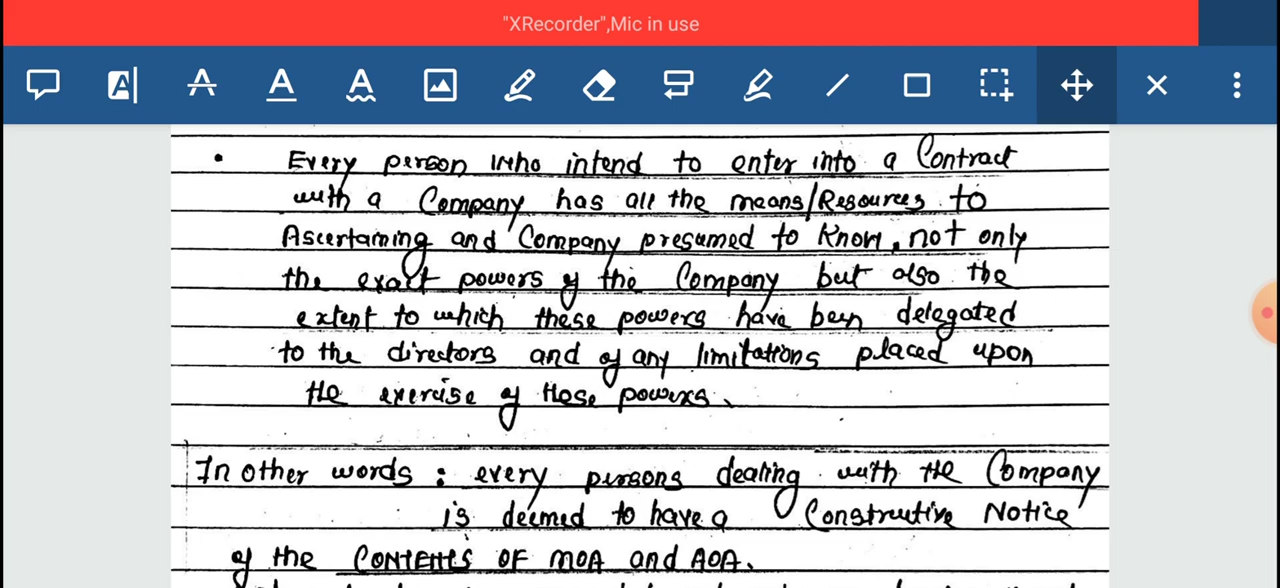 "XRecorder",Mic in use
• Every person who intend to enter into a Contract
with a Company has all the means/Resources to
Ascertaining and Company presumed to know, not only
the exact powers of the Company but also the
extent to which these powers have been delegated
to the directors and of any limitations placed upon
the exercise of these powers.
In other words : every persons dealing with the Company
is deemed to have a Constructive Notice
of the CONTENTS OF MOA and AOA.